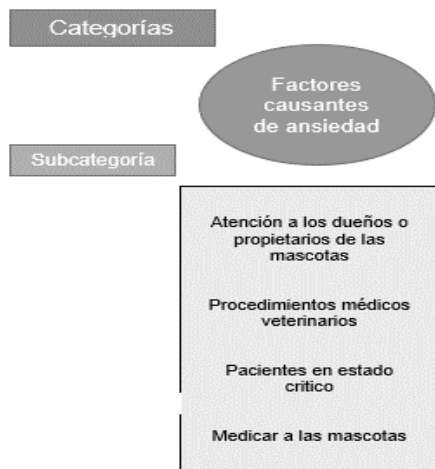 Categorías
Factores
causantes
de ansiedad
Subcategoría
Atención a los dueños o
propietarios de las
mascotas
Procedimientos médicos
veterinarios
Pacientes en estado
critico
Medicar a las mascotas